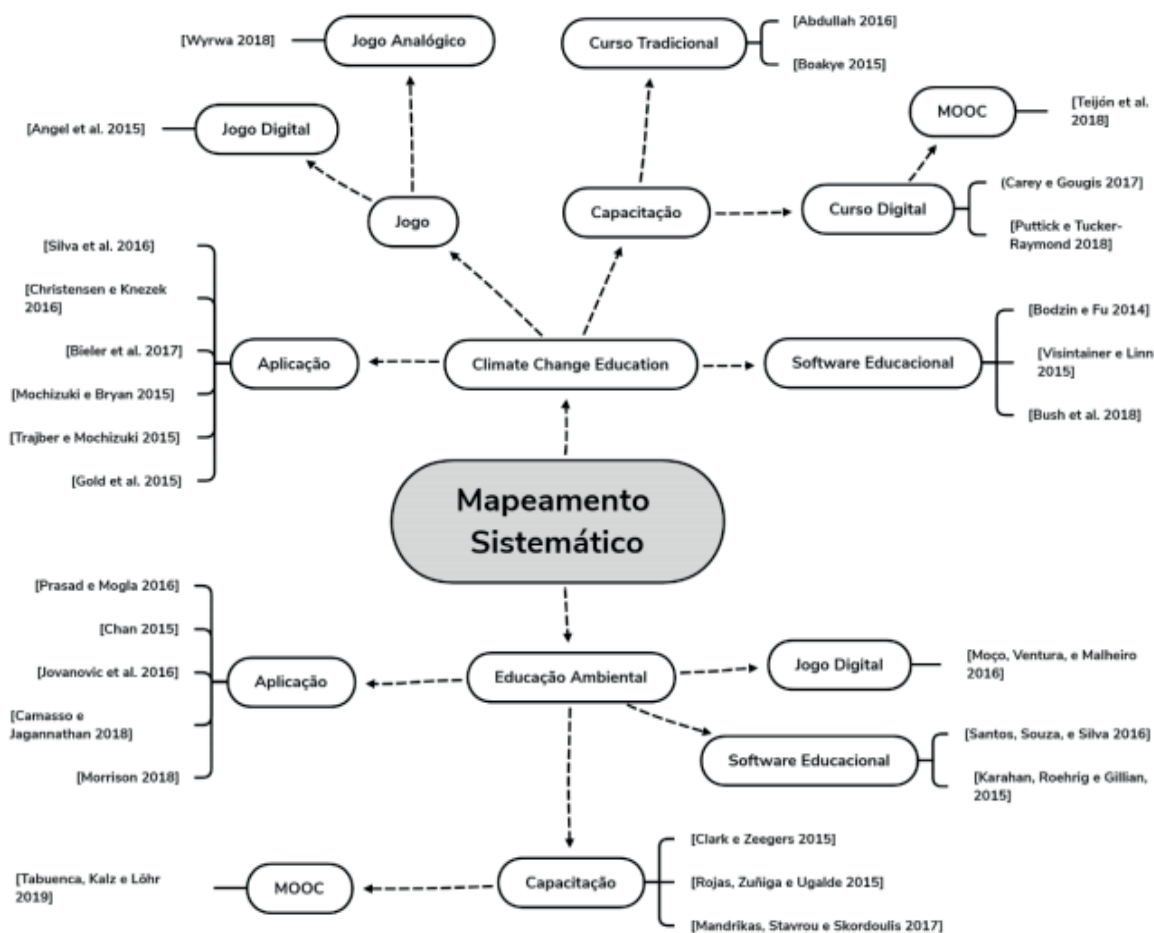 [Wyrwa 2018]
Jogo Analógico
Curso Tradicional
[Abdullah 2016]
[Boakye 2015]
[Angel et al. 2015]
Jogo Digital
MOOC
[Teijón et al.
2018]
Jogo
Capacitação
Curso Digital
(Carey e Gougis 2017]
[Puttick e Tucker-
Raymond 2018]
[Silva et al. 2016]
[Christensen e Knezek
2016]
[Bieler et al. 2017]
[Mochizuki e Bryan 2015]
[Trajber e Mochizuki 2015]
[Gold et al. 2015]
Aplicação
Climate Change Education
Software Educacional
[Bodzin e Fu 2014]
[Visintainer e Linn
2015]
[Bush et al. 2018]
Mapeamento
Sistemático
[Prasad e Mogla 2016]
[Chan 2015]
[Jovanovic et al. 2016]
[Camasso e
Jagannathan 2018]
[Morrison 2018]
Aplicação
Educação Ambiental
Jogo Digital
[Moço, Ventura, e Malheiro
2016]
Software Educacional
[Santos, Souza, e Silva 2016]
[Karahan, Roehrig e Gillian,
2015]
[Tabuenca, Kalz e Löhr
2019]
MOOC
Capacitação
[Clark e Zeegers 2015]
[Rojas, Zuñiga e Ugalde 2015]
[Mandrikas, Stavrou e Skordoulis 2017]